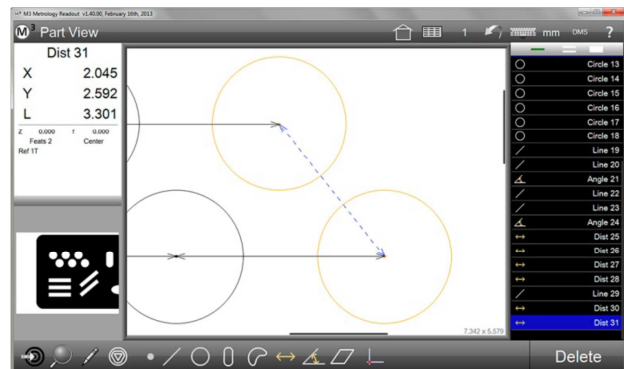 M3 Metrology Readout v1.40.00, February 16th, 2013
M3 Part View
1
mm
DMS
?
Dist 31
X 2.045
Y 2.592
L 3.301
Z 0.000 f 0.000
Feats 2 Center
Ref 1T
Circle 13
Circle 14
Circle 15
Circle 16
Circle 17
Circle 18
Line 19
Line 20
Angle 21
Line 22
Line 23
Angle 24
Dist 25
Dist 26
Dist 27
Dist 28
Line 29
Dist 30
Dist 31
7.342 x 5.579
Delete